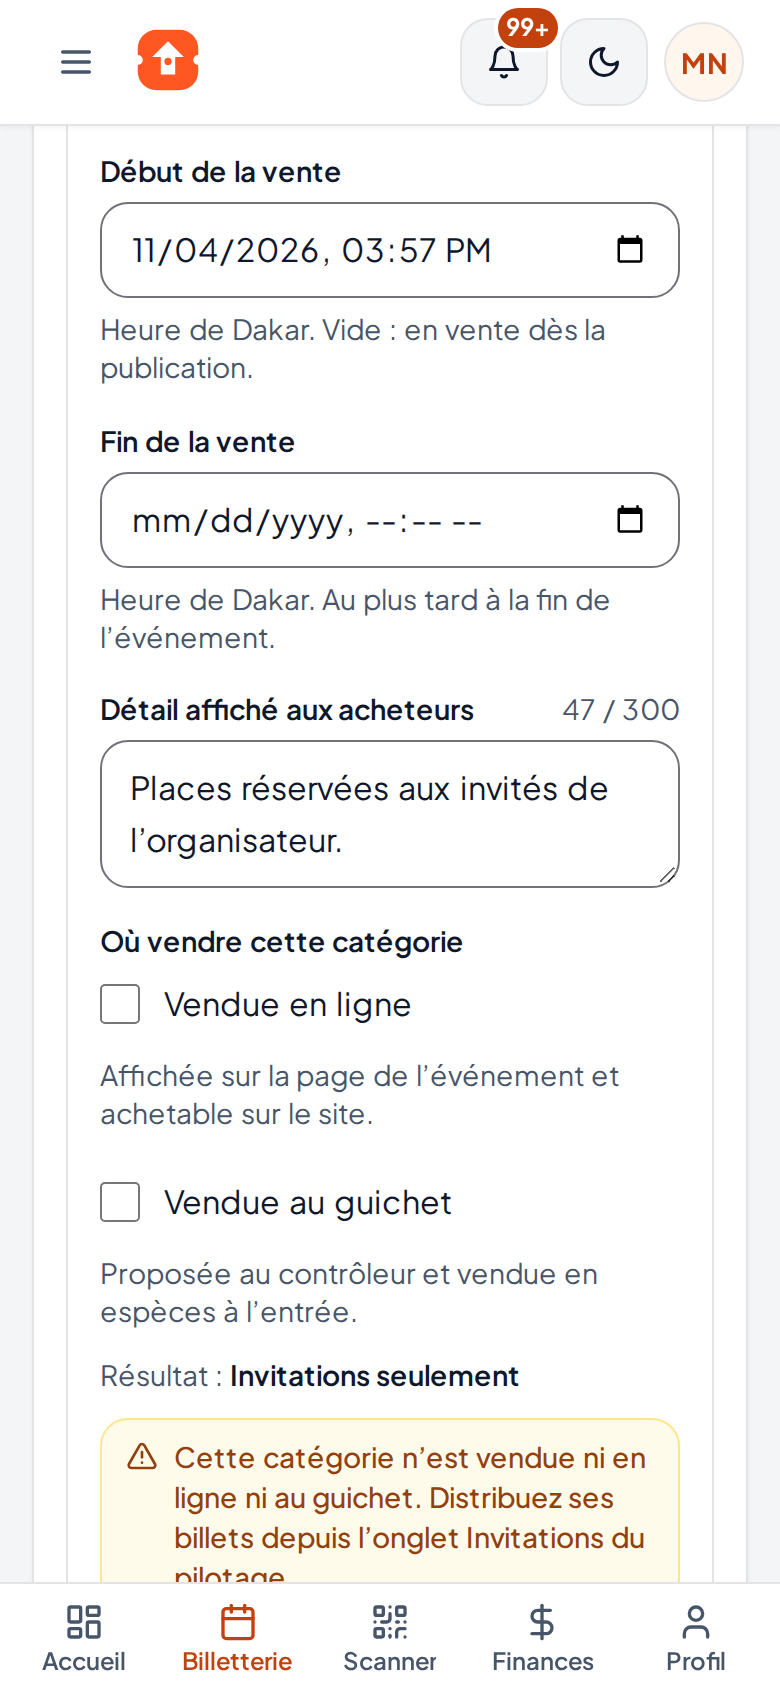 99+
MN
Début de la vente
11/04/2026, 03:57 PM
Heure de Dakar. Vide : en vente dès la
publication.
Fin de la vente
mm/dd/yyyy, --:-- --
Heure de Dakar. Au plus tard à la fin de
l’événement.
Détail affiché aux acheteurs 47 / 300
Places réservées aux invités de
l’organisateur.
Où vendre cette catégorie
Vendue en ligne
Affichée sur la page de l’événement et
achetable sur le site.
Vendue au guichet
Proposée au contrôleur et vendue en
espèces à l’entrée.
Résultat : Invitations seulement
Cette catégorie n’est vendue ni en
ligne ni au guichet. Distribuez ses
billets depuis l’onglet Invitations du
pilotage
Accueil Billetterie Scanner Finances Profil